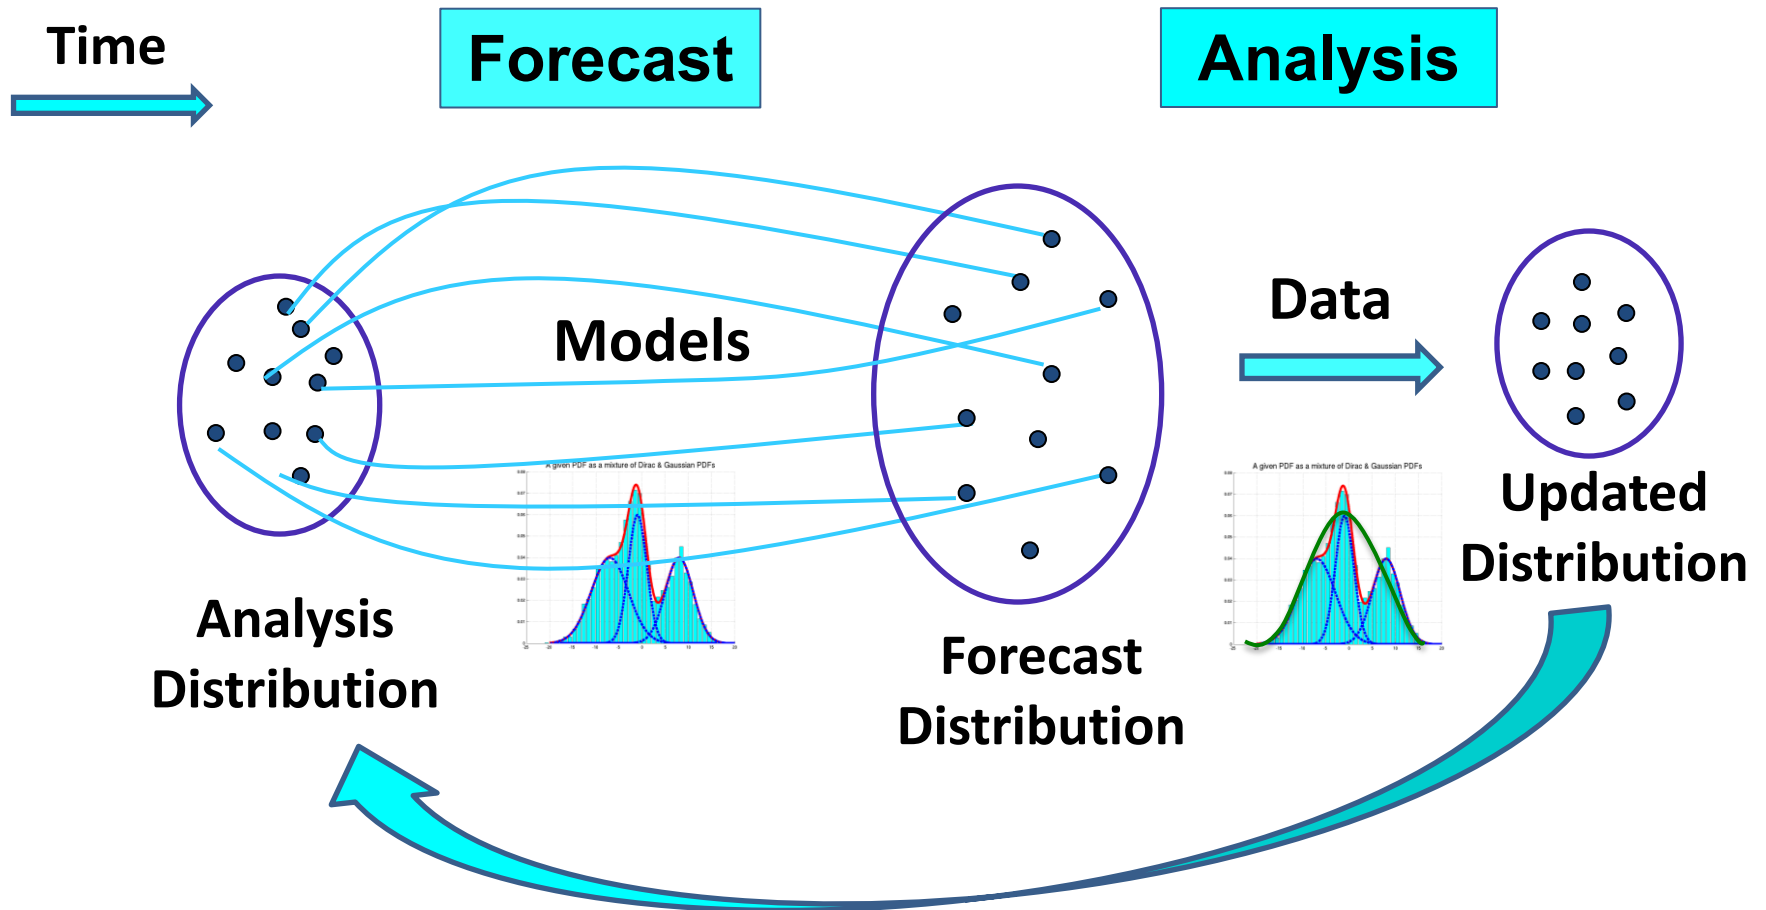 Time
Forecast
Analysis
Models
Data
A given PDF as a mixture of Dirac & Gaussian PDFs
A given PDF as a mixture of Dirac & Gaussian PDFs
Updated
Distribution
Analysis
Distribution
Forecast
Distribution